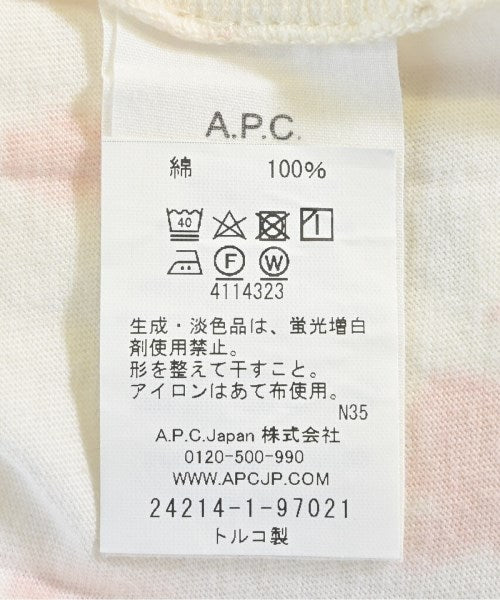 A.P.C.
綿 100%
40
F W
4114323
生成・淡色品は、蛍光増白
剤使用禁止。
形を整えて干すこと。
アイロンはあて布使用。
N35
A.P.C.Japan 株式会社
0120-500-990
WWW.APCJP.COM
24214-1-97021
トルコ製